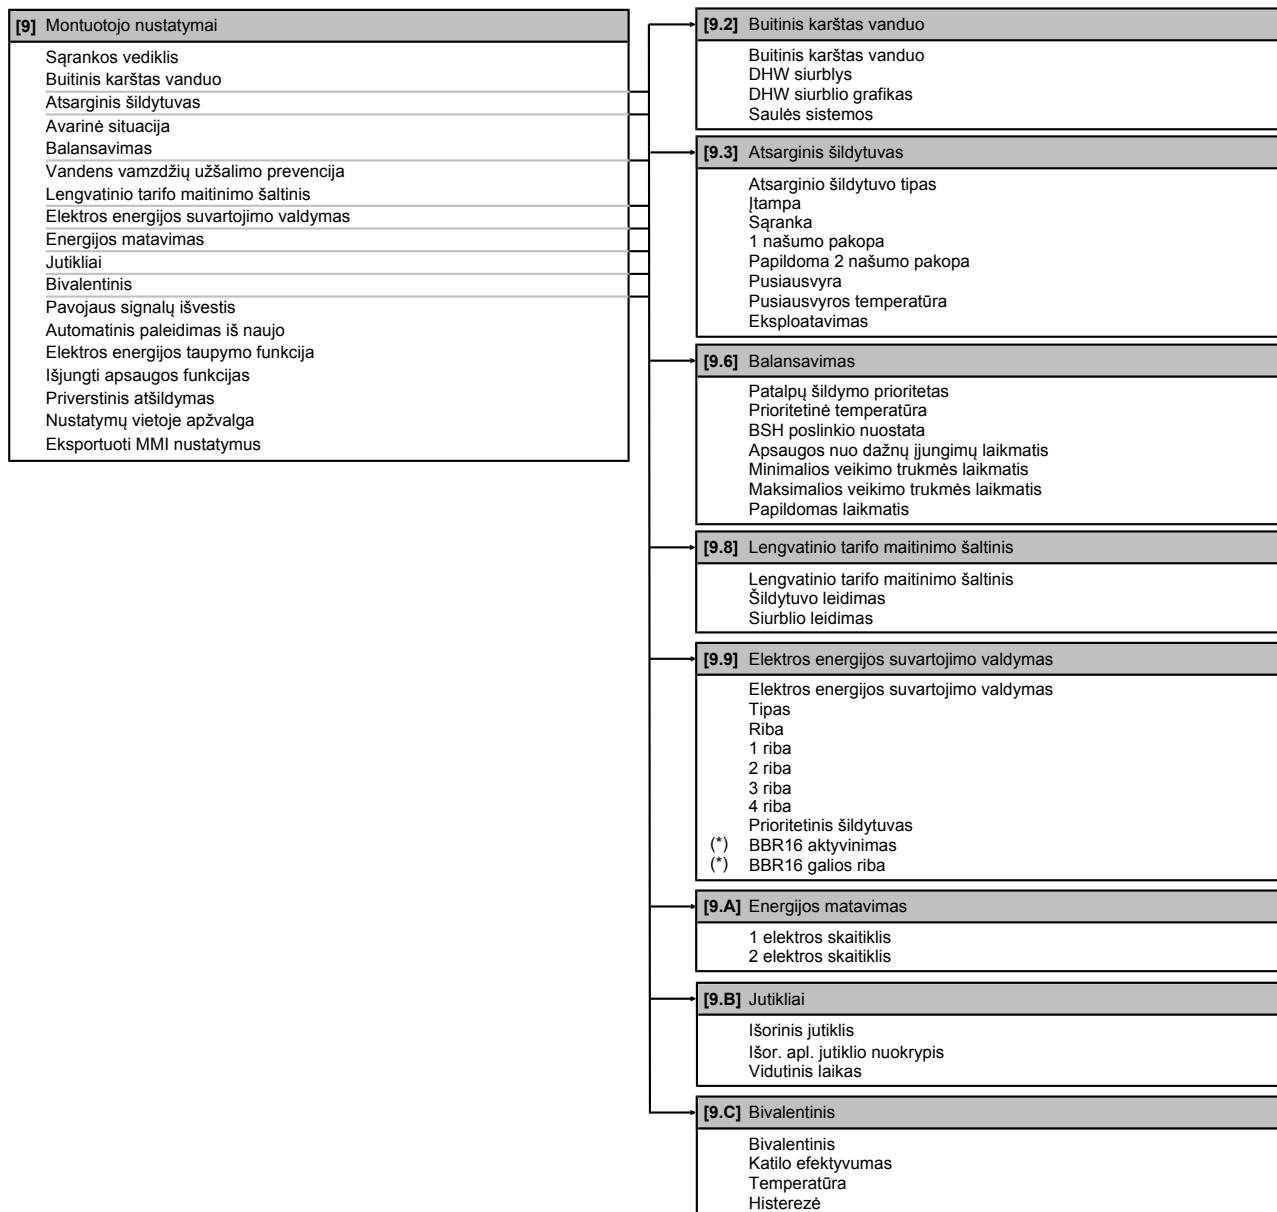 [9] Montuotojo nustatymai
Sąrankos vediklis
Buitinis karštas vanduo
Atsarginis šildytuvas
Avarinė situacija
Balansavimas
Vandens vamzdžių užšalimo prevencija
Lengvatinio tarifo maitinimo šaltinis
Elektros energijos suvartojimo valdymas
Energijos matavimas
Jutikliai
Bivalentinis
Pavojaus signalų išvestis
Automatinis paleidimas iš naujo
Elektros energijos taupymo funkcija
Išjungti apsaugos funkcijas
Priverstinis atšildymas
Nustatymų vietoje apžvalga
Eksportuoti MMI nustatymus
[9.2] Buitinis karštas vanduo
Buitinis karštas vanduo
DHW siurblys
DHW siurblio grafikas
Saulės sistemos
[9.3] Atsarginis šildytuvas
Atsarginio šildytuvo tipas
Įtampa
Sąranka
1 našumo pakopa
Papildoma 2 našumo pakopa
Pusiausvyra
Pusiausvyros temperatūra
Eksploatavimas
[9.6] Balansavimas
Patalpų šildymo prioritetas
Prioritetinė temperatūra
BSH poslinkio nuostata
Apsaugos nuo dažnų įjungimų laikmatis
Minimalios veikimo trukmės laikmatis
Maksimalios veikimo trukmės laikmatis
Papildomas laikmatis
[9.8] Lengvatinio tarifo maitinimo šaltinis
Lengvatinio tarifo maitinimo šaltinis
Šildytuvo leidimas
Siurblio leidimas
[9.9] Elektros energijos suvartojimo valdymas
Elektros energijos suvartojimo valdymas
Tipas
Riba
1 riba
2 riba
3 riba
4 riba
Prioritetinis šildytuvas
(*) BBR16 aktyvinimas
(*) BBR16 galios riba
[9.A] Energijos matavimas
1 elektros skaitiklis
2 elektros skaitiklis
[9.B] Jutikliai
Išorinis jutiklis
Išor. apl. jutiklio nuokrypis
Vidutinis laikas
[9.C] Bivalentinis
Bivalentinis
Katilo efektyvumas
Temperatūra
Histerezė